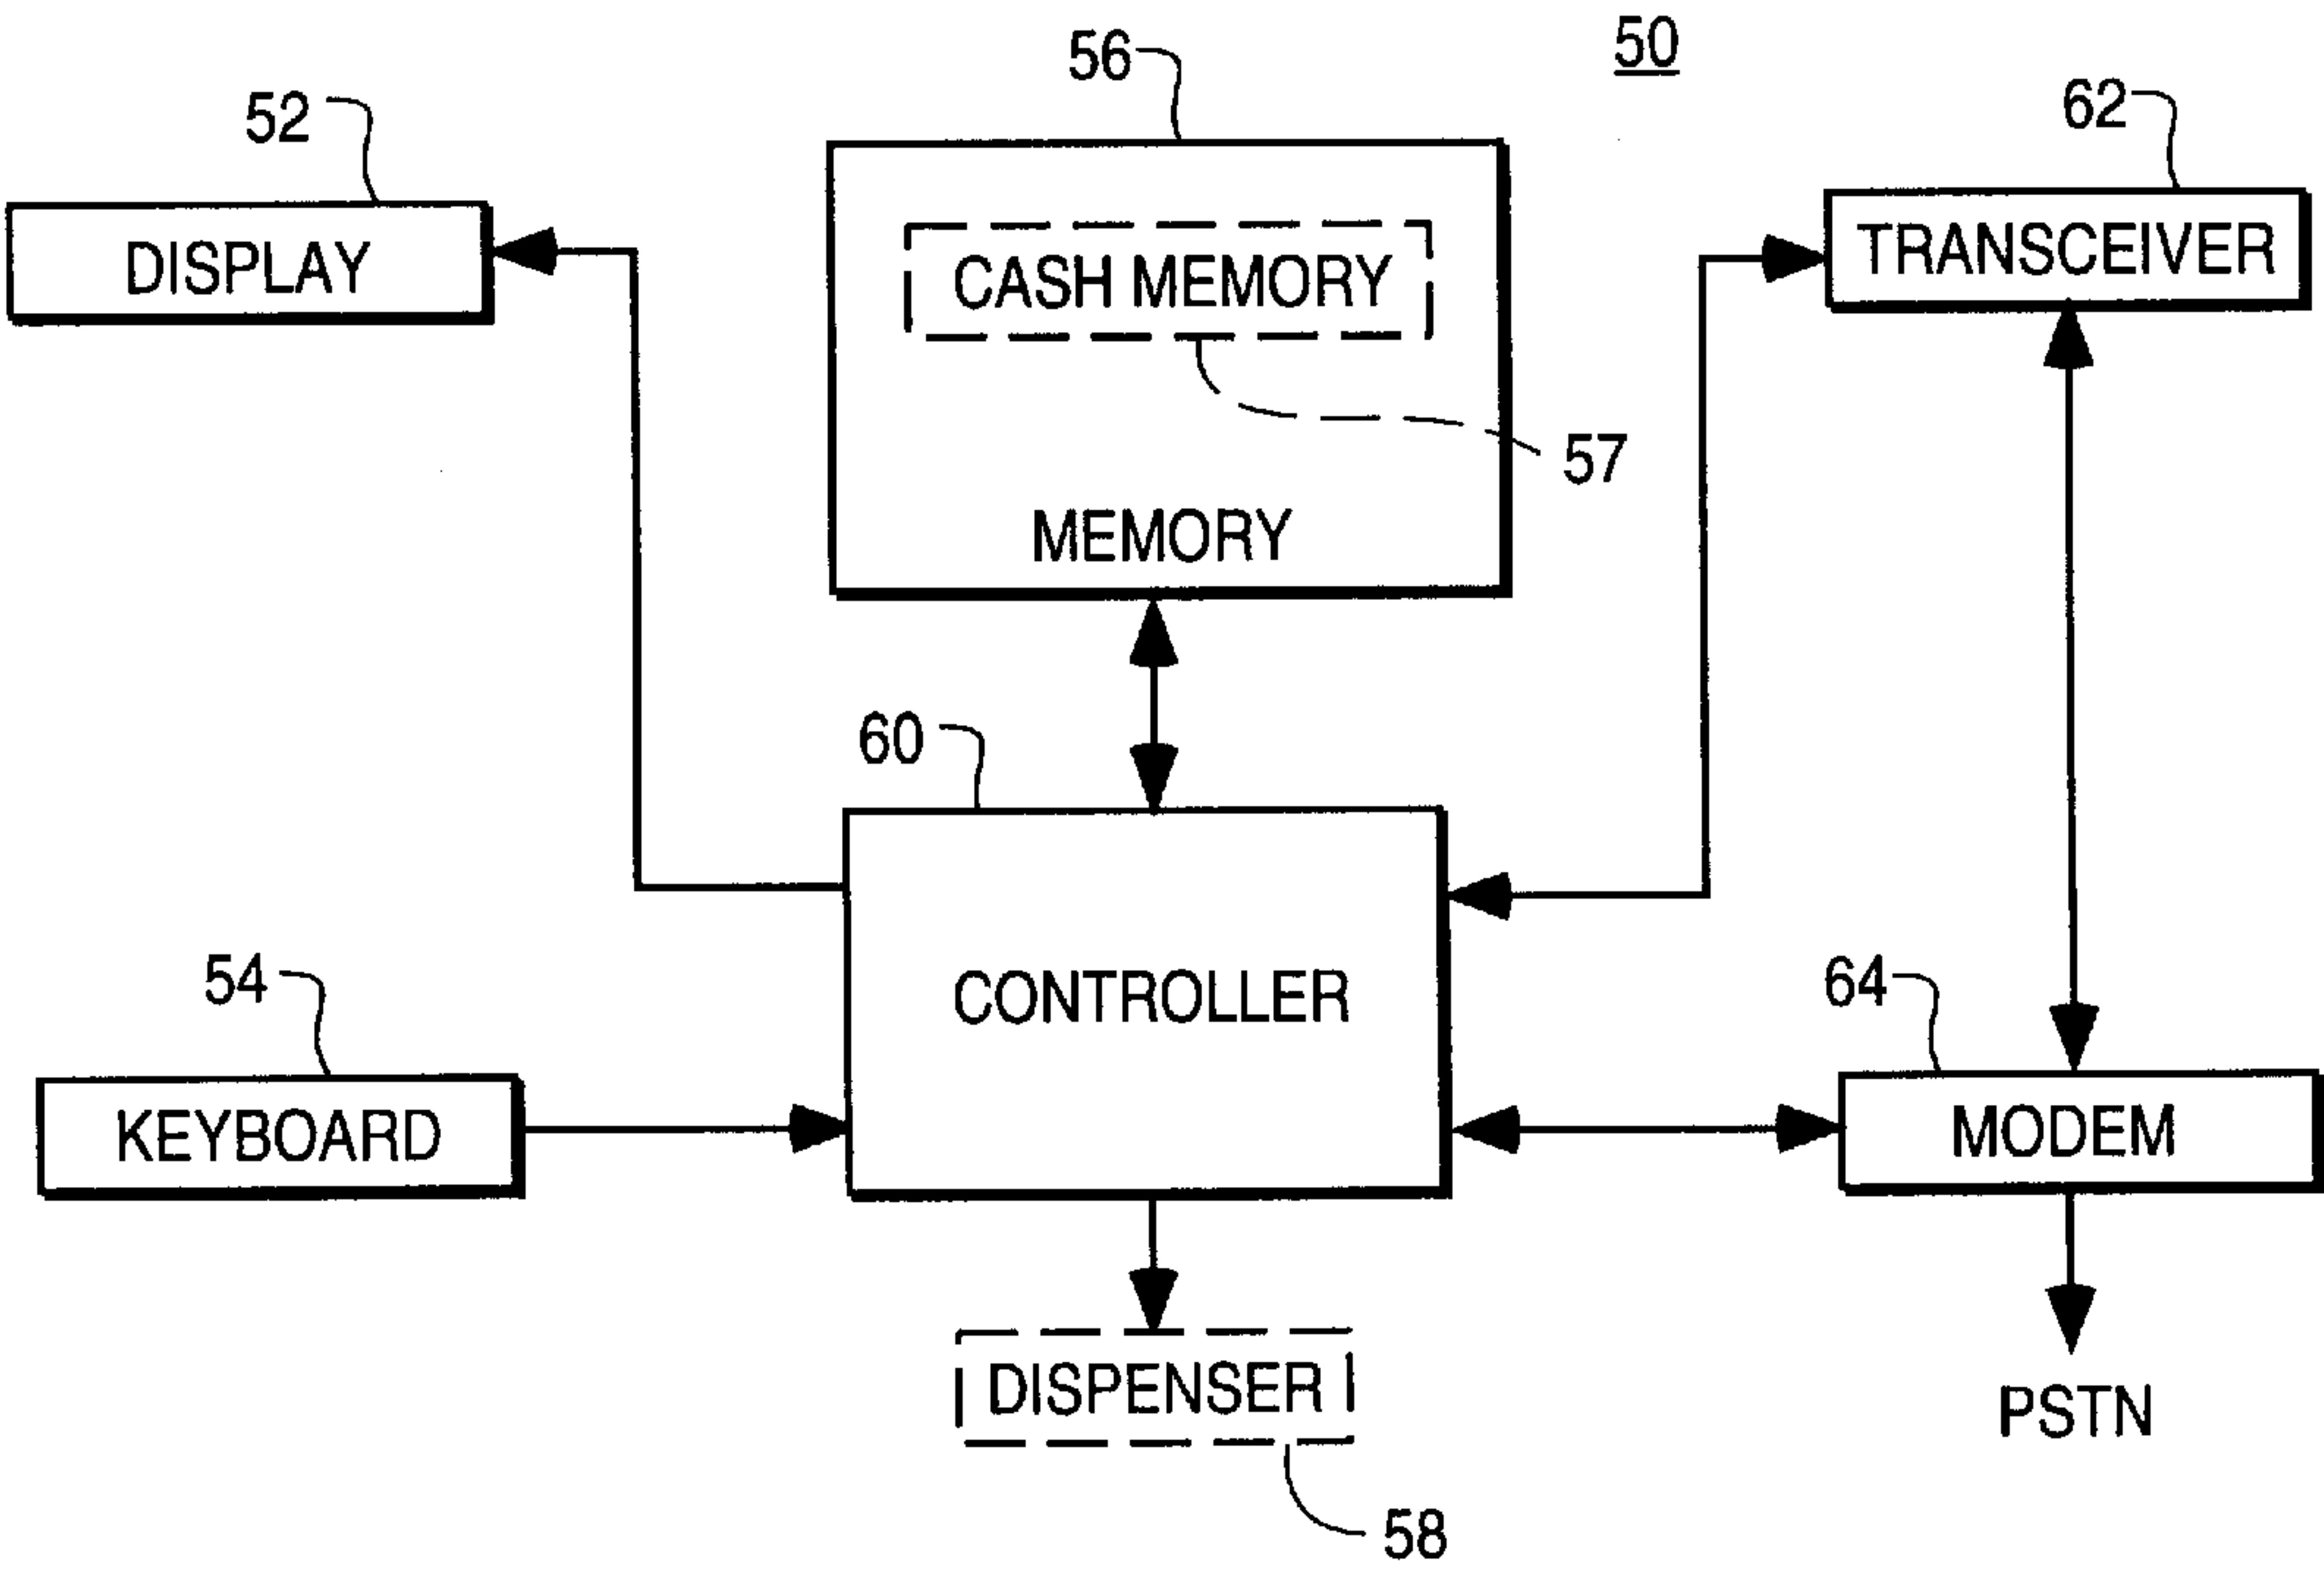 50
56
62
52
DISPLAY
CASH MEMORY
TRANSCEIVER
57
MEMORY
60
54
CONTROLLER
64
KEYBOARD
MODEM
DISPENSER
PSTN
58